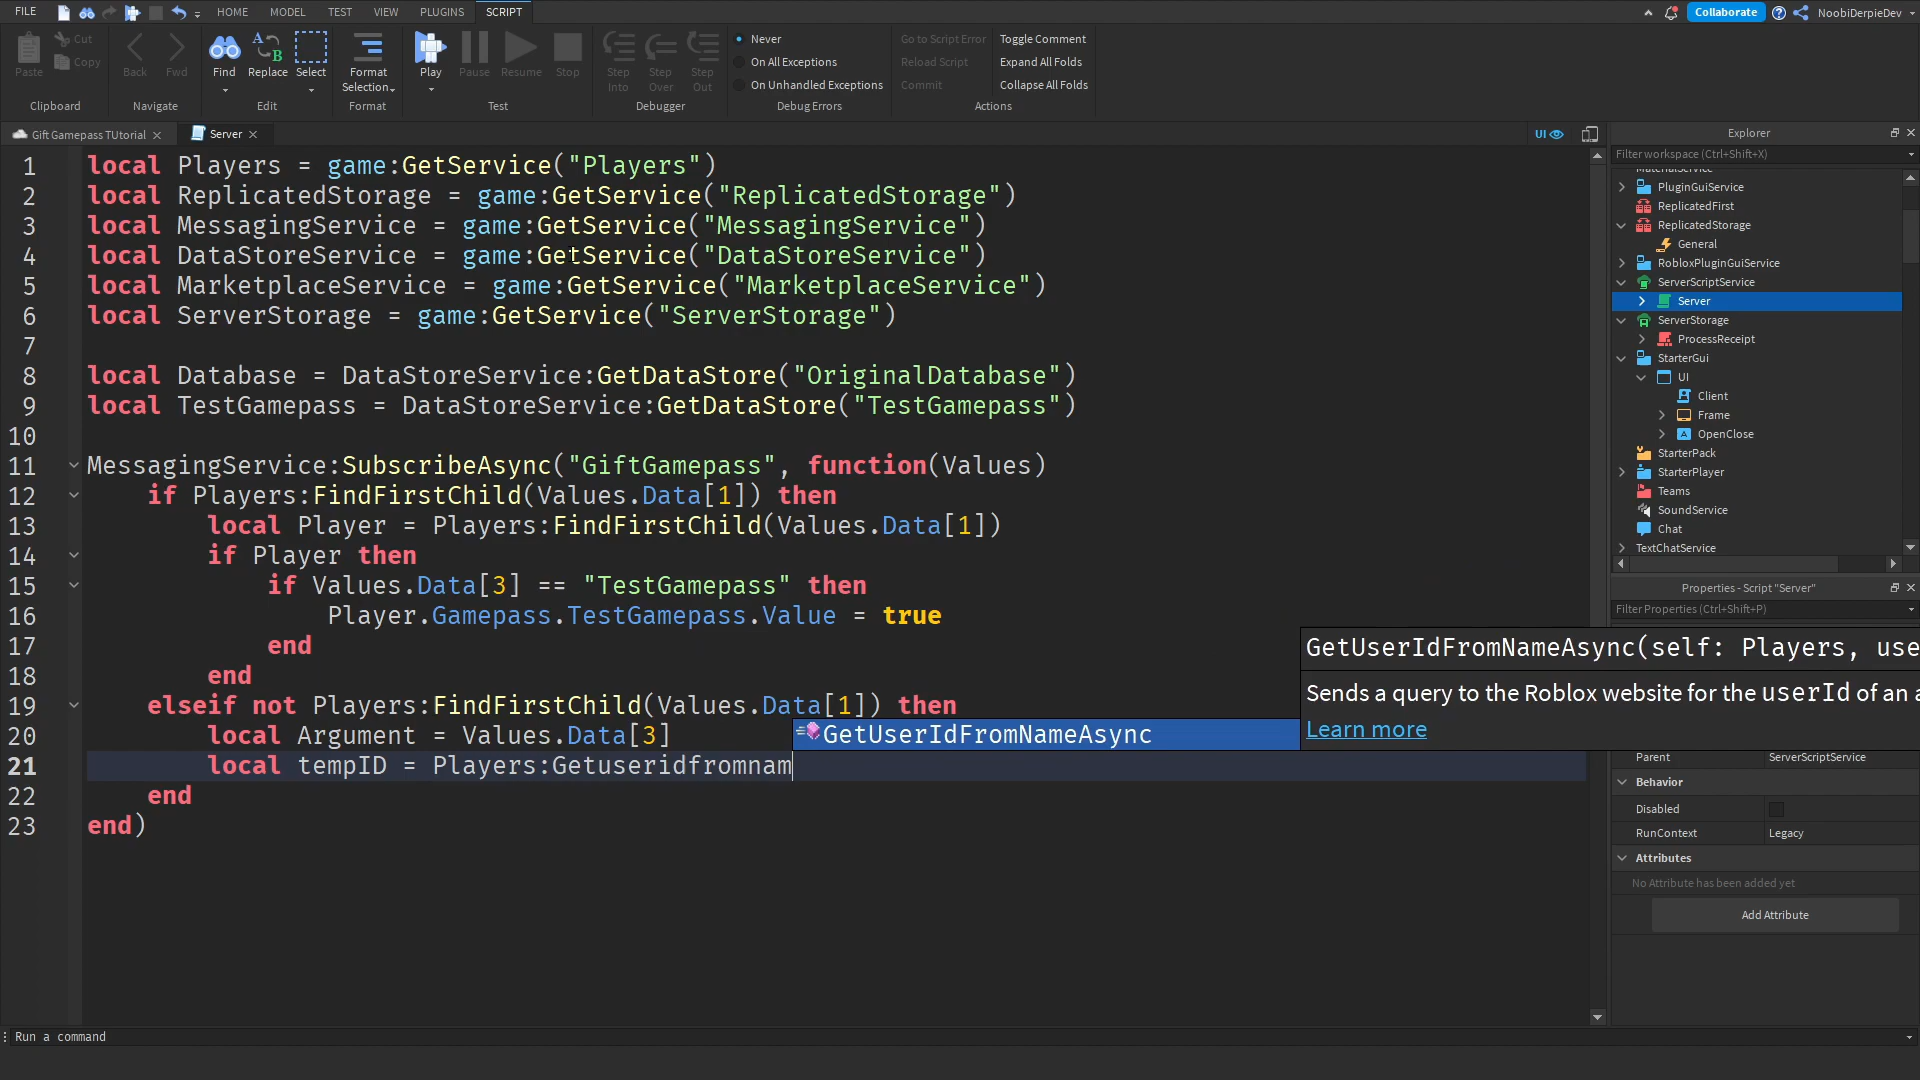 FILE
HOME
MODEL
TEST
VIEW
PLUGINS
SCRIPT
Collaborate
NoobiDerpieDev
Paste
Cut
Copy
Clipboard
Back
Fwd
Navigate
Find
Replace
Select
Edit
Format
Selection
Format
Play
Pause
Resume
Stop
Test
Step
Into
Step
Over
Step
Out
Debugger
Never
On All Exceptions
On Unhandled Exceptions
Debug Errors
Go to Script Error
Reload Script
Commit
Toggle Comment
Expand All Folds
Collapse All Folds
Actions
Gift Gamepass TUtorial
Server
UI
1 local Players = game:GetService("Players")
2 local ReplicatedStorage = game:GetService("ReplicatedStorage")
3 local MessagingService = game:GetService("MessagingService")
4 local DataStoreService = game:GetService("DataStoreService")
5 local MarketplaceService = game:GetService("MarketplaceService")
6 local ServerStorage = game:GetService("ServerStorage")
7
8 local Database = DataStoreService:GetDataStore("OriginalDatabase")
9 local TestGamepass = DataStoreService:GetDataStore("TestGamepass")
10
11 MessagingService:SubscribeAsync("GiftGamepass", function(Values)
12 if Players:FindFirstChild(Values.Data[1]) then
13 local Player = Players:FindFirstChild(Values.Data[1])
14 if Player then
15 if Values.Data[3] == "TestGamepass" then
16 Player.Gamepass.TestGamepass.Value = true
17 end
18 end
19 elseif not Players:FindFirstChild(Values.Data[1]) then
20 local Argument = Values.Data[3]
21 local tempID = Players:Getuseridfromnam
22 end
23 end)
GetUserIdFromNameAsync
GetUserIdFromNameAsync(self: Players, use
Sends a query to the Roblox website for the userId of an a
Learn more
Explorer
Filter workspace (Ctrl+Shift+X)
MaterialService
PluginGuiService
ReplicatedFirst
ReplicatedStorage
General
RobloxPluginGuiService
ServerScriptService
Server
ServerStorage
ProcessReceipt
StarterGui
UI
Client
Frame
OpenClose
StarterPack
StarterPlayer
Teams
SoundService
Chat
TextChatService
Properties - Script "Server"
Filter Properties (Ctrl+Shift+P)
Parent ServerScriptService
Behavior
Disabled
RunContext Legacy
Attributes
No Attribute has been added yet
Add Attribute
Run a command